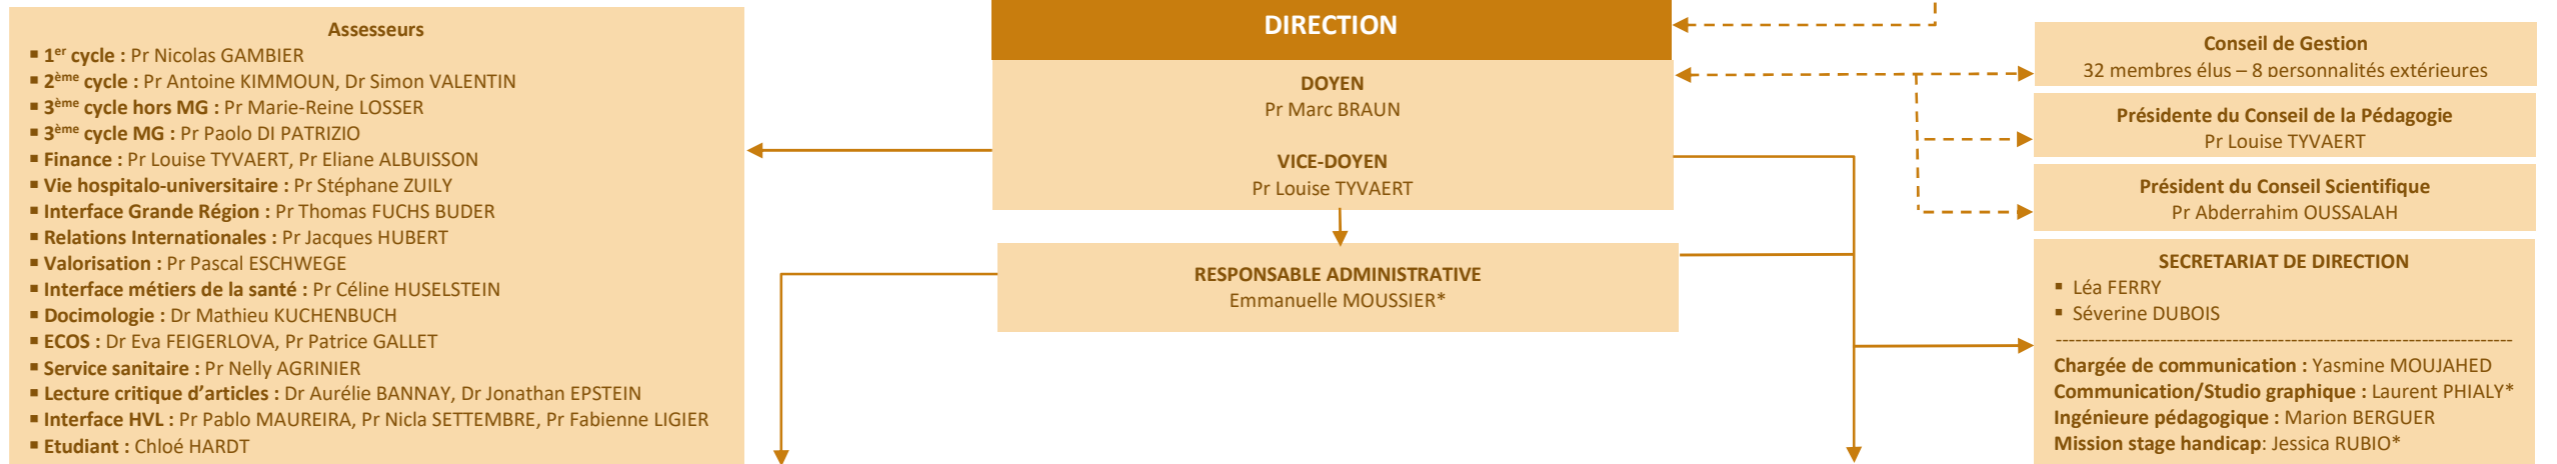 Assesseurs
▪ 1er cycle : Pr Nicolas GAMBIER
▪ 2ème cycle : Pr Antoine KIMMOUN, Dr Simon VALENTIN
▪ 3ème cycle hors MG : Pr Marie-Reine LOSSER
▪ 3ème cycle MG : Pr Paolo DI PATRIZIO
▪ Finance : Pr Louise TYVAERT, Pr Eliane ALBUISSON
▪ Vie hospitalo-universitaire : Pr Stéphane ZUILY
▪ Interface Grande Région : Pr Thomas FUCHS BUDER
▪ Relations Internationales : Pr Jacques HUBERT
▪ Valorisation : Pr Pascal ESCHWEGE
▪ Interface métiers de la santé : Pr Céline HUSELSTEIN
▪ Docimologie : Dr Mathieu KUCHENBUCH
▪ ECOS : Dr Eva FEIGERLOVA, Pr Patrice GALLET
▪ Service sanitaire : Pr Nelly AGRINIER
▪ Lecture critique d’articles : Dr Aurélie BANNAY, Dr Jonathan EPSTEIN
▪ Interface HVL : Pr Pablo MAUREIRA, Pr Nicla SETTEMBRE, Pr Fabienne LIGIER
▪ Etudiant : Chloé HARDT
DIRECTION
DOYEN
Pr Marc BRAUN
VICE-DOYEN
Pr Louise TYVAERT
RESPONSABLE ADMINISTRATIVE
Emmanuelle MOUSSIER*
Conseil de Gestion
32 membres élus – 8 personnalités extérieures
Présidente du Conseil de la Pédagogie
Pr Louise TYVAERT
Président du Conseil Scientifique
Pr Abderrahim OUSSALAH
SECRETARIAT DE DIRECTION
▪ Léa FERRY
▪ Séverine DUBOIS
Chargée de communication : Yasmine MOUJAHED
Communication/Studio graphique : Laurent PHIALY*
Ingénieure pédagogique : Marion BERGUER
Mission stage handicap: Jessica RUBIO*